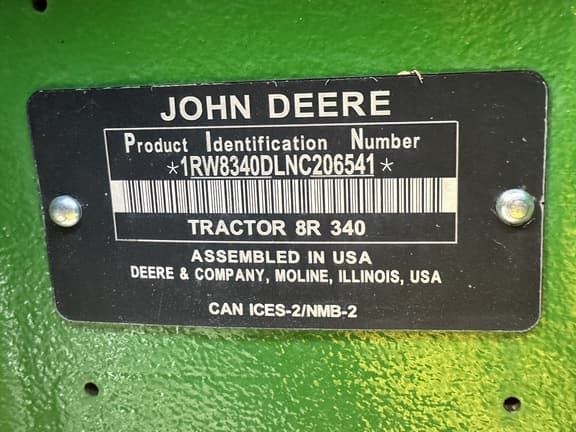 JOHN DEERE
Product Identification Number
*1RW8340DLNC206541*
TRACTOR 8R 340
ASSEMBLED IN USA
DEERE & COMPANY, MOLINE, ILLINOIS, USA
CAN ICES-2/NMB-2